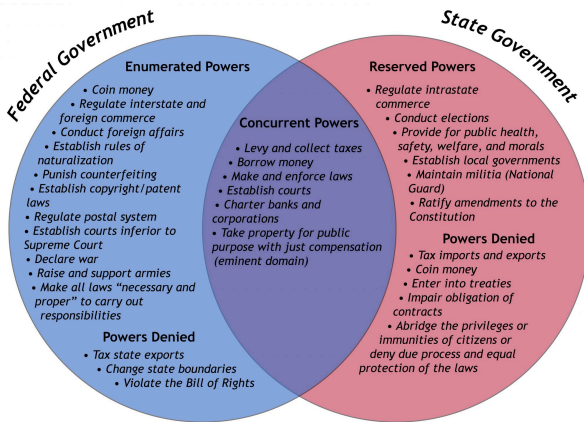 Federal Government
State Government
Enumerated Powers
• Coin money
• Regulate interstate and
foreign commerce
• Conduct foreign affairs
• Establish rules of
naturalization
• Punish counterfeiting
• Establish copyright/patent
laws
• Regulate postal system
• Establish courts inferior to
Supreme Court
• Declare war
• Raise and support armies
• Make all laws “necessary and
proper” to carry out
responsibilities
Powers Denied
• Tax state exports
• Change state boundaries
• Violate the Bill of Rights
Concurrent Powers
• Levy and collect taxes
• Borrow money
• Make and enforce laws
• Establish courts
• Charter banks and
corporations
• Take property for public
purpose with just compensation
(eminent domain)
Reserved Powers
• Regulate intrastate
commerce
• Conduct elections
• Provide for public health,
safety, welfare, and morals
• Establish local governments
• Maintain militia (National
Guard)
• Ratify amendments to the
Constitution
Powers Denied
• Tax imports and exports
• Coin money
• Enter into treaties
• Impair obligation of
contracts
• Abridge the privileges or
immunities of citizens or
deny due process and equal
protection of the laws